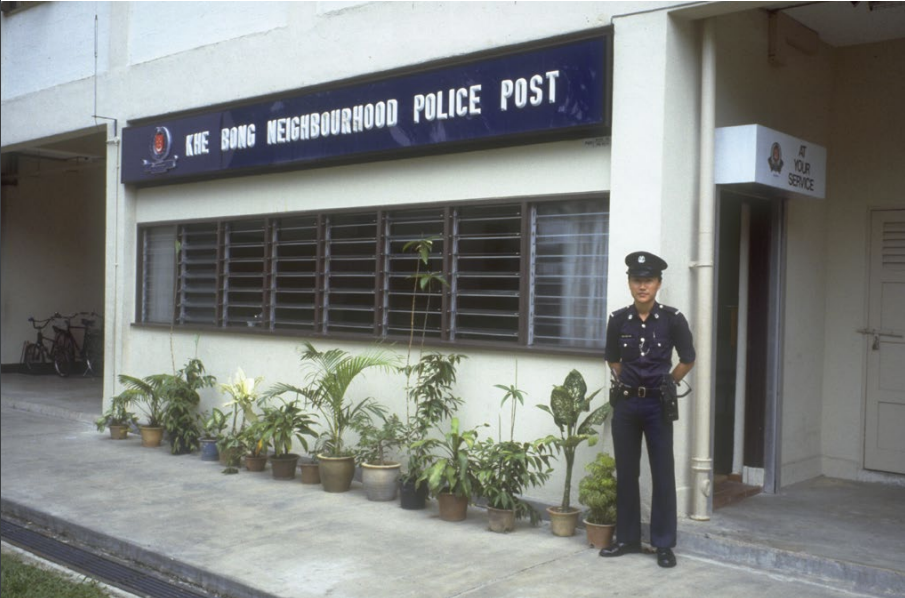 KHE BONG NEIGHBOURHOOD POLICE POST
AT
YOUR
SERVICE